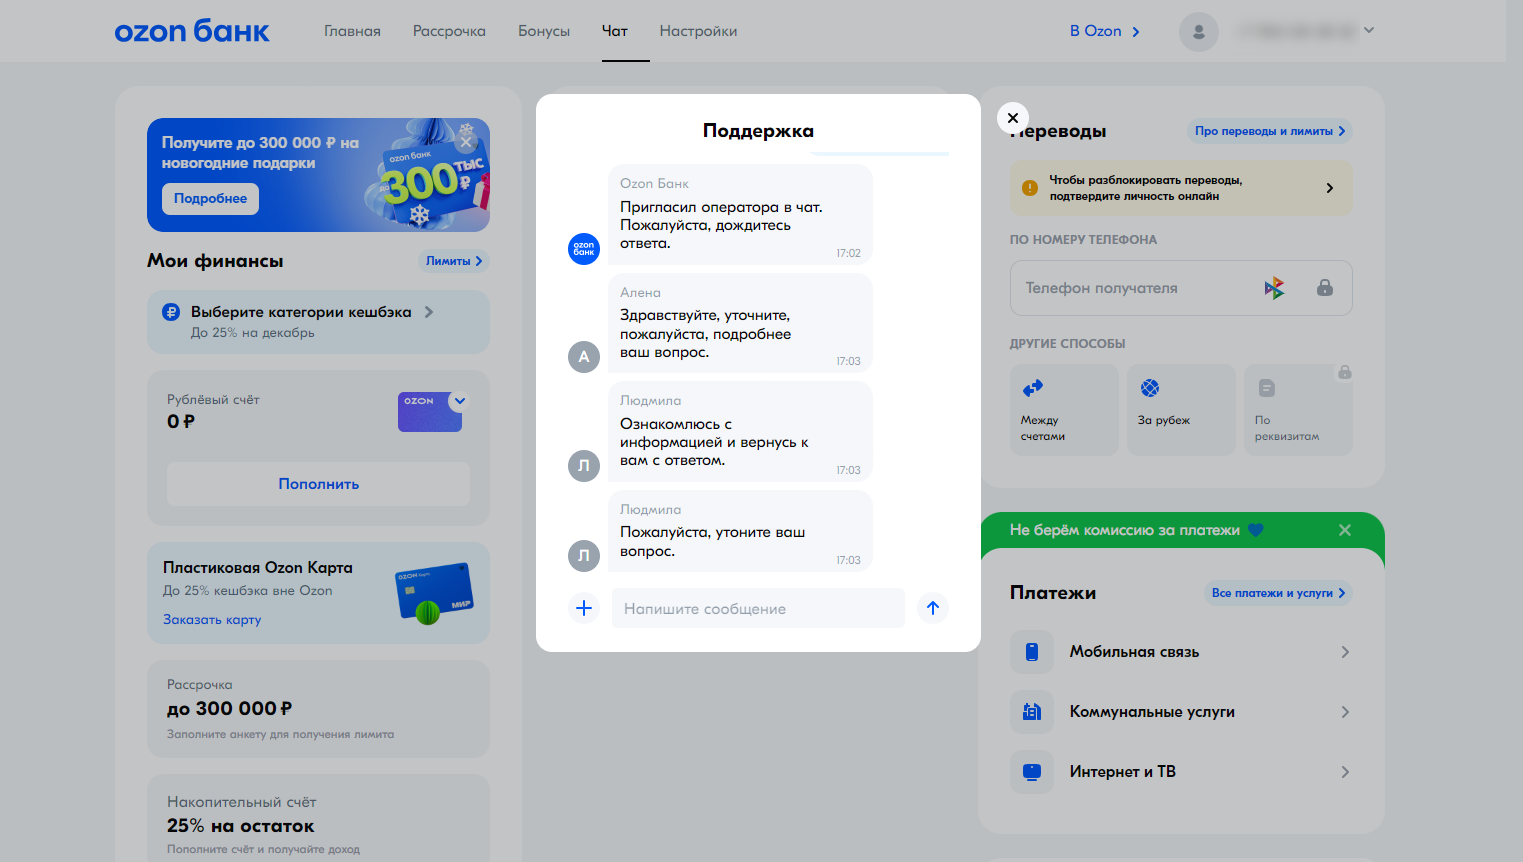 ozon банк
Главная
Рассрочка
Бонусы
Чат
Настройки
В Ozon
Получите до 300 000 ₽ на
новогодние подарки
Подробнее
ozon банк
до 300 тыс ₽
Мои финансы
Лимиты
Выберите категории кешбэка
До 25% на декабрь
Рублёвый счёт
0 ₽
OZON
Пополнить
Пластиковая Ozon Карта
До 25% кешбэка вне Ozon
Заказать карту
МИР
Рассрочка
до 300 000 ₽
Заполните анкету для получения лимита
Накопительный счёт
25% на остаток
Пополните счёт и получайте доход
Поддержка
Ozon Банк
Пригласил оператора в чат.
Пожалуйста, дождитесь
ответа.
17:02
ozon
банк
Алена
Здравствуйте, уточните,
пожалуйста, подробнее
ваш вопрос.
17:03
А
Людмила
Ознакомлюсь с
информацией и вернусь к
вам с ответом.
17:03
Л
Людмила
Пожалуйста, утоните ваш
вопрос.
17:03
Л
Напишите сообщение
Переводы
Про переводы и лимиты
Чтобы разблокировать переводы,
подтвердите личность онлайн
ПО НОМЕРУ ТЕЛЕФОНА
Телефон получателя
ДРУГИЕ СПОСОБЫ
Между
счетами
За рубеж
По
реквизитам
Не берём комиссию за платежи
Платежи
Все платежи и услуги
Мобильная связь
Коммунальные услуги
Интернет и ТВ